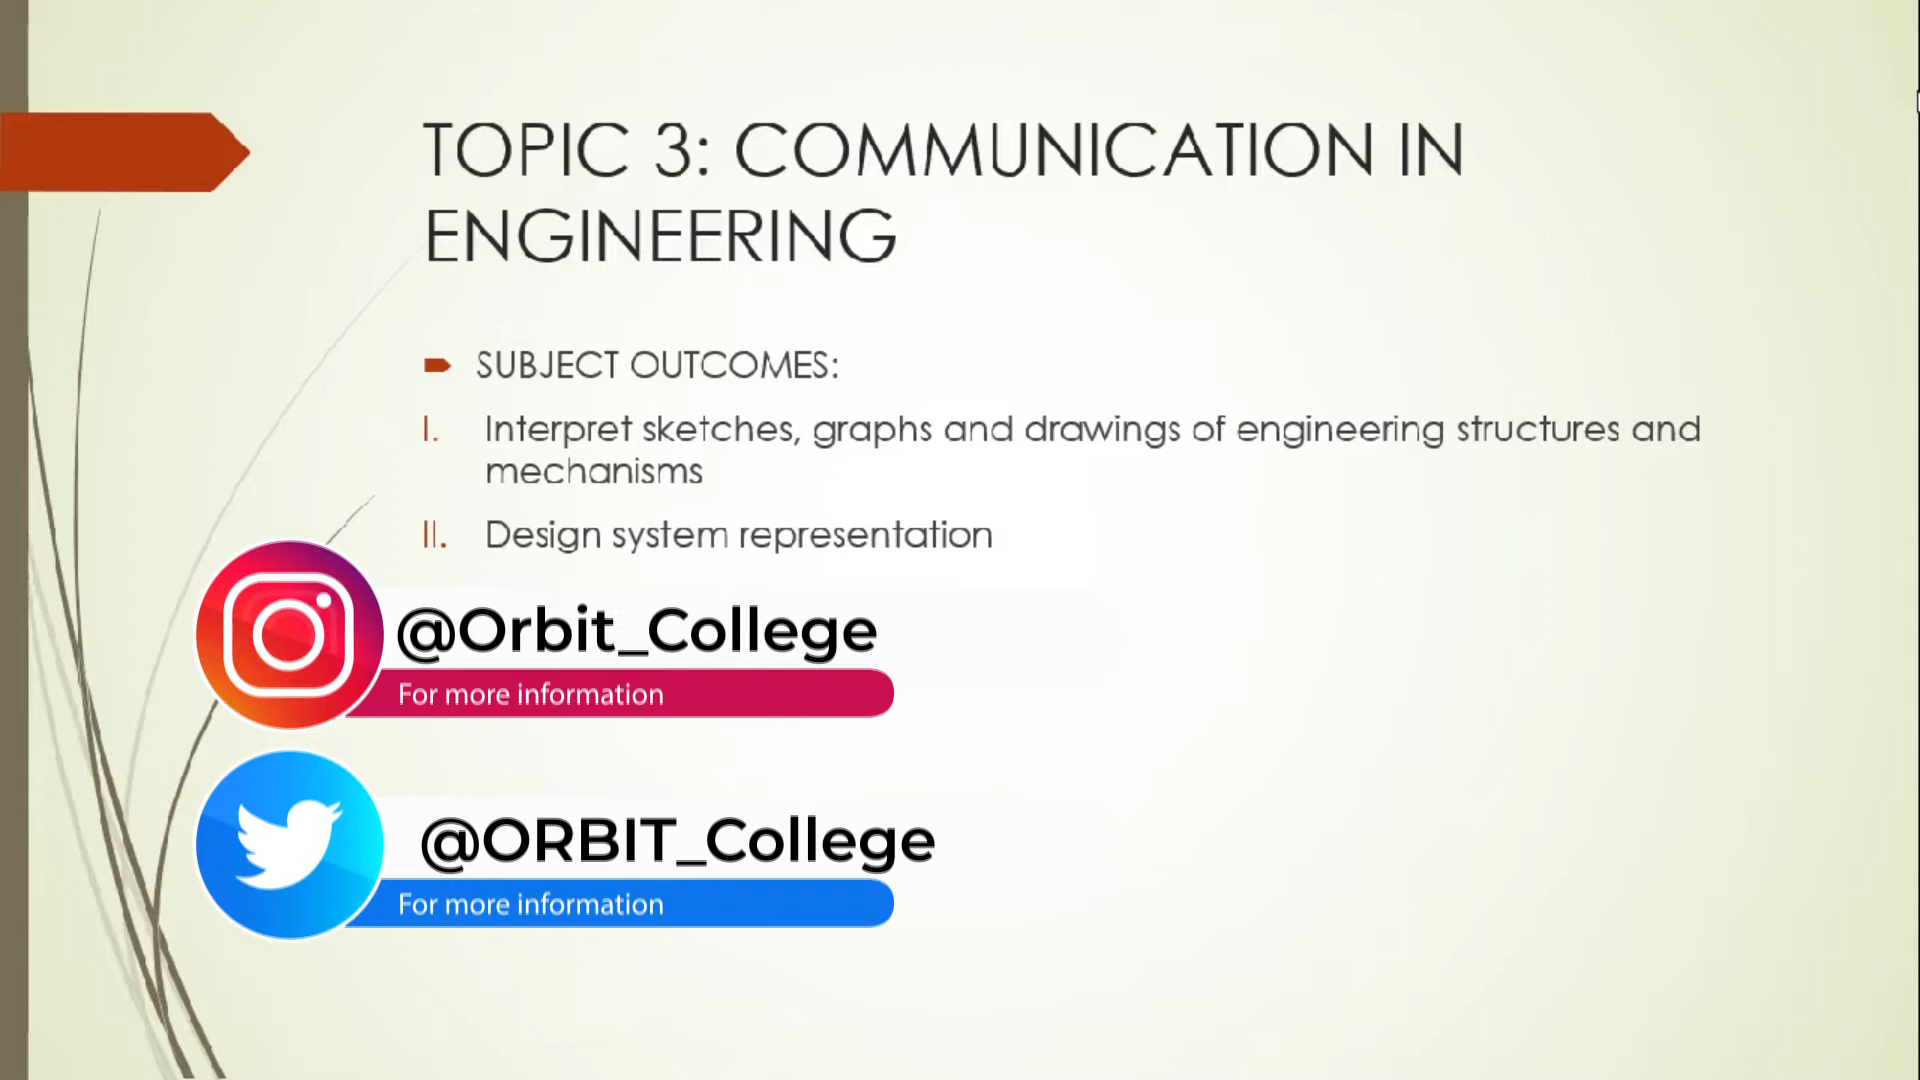 TOPIC 3: COMMUNICATION IN
ENGINEERING
SUBJECT OUTCOMES:
I. Interpret sketches, graphs and drawings of engineering structures and
mechanisms
II. Design system representation
@Orbit_College
For more information
@ORBIT_College
For more information